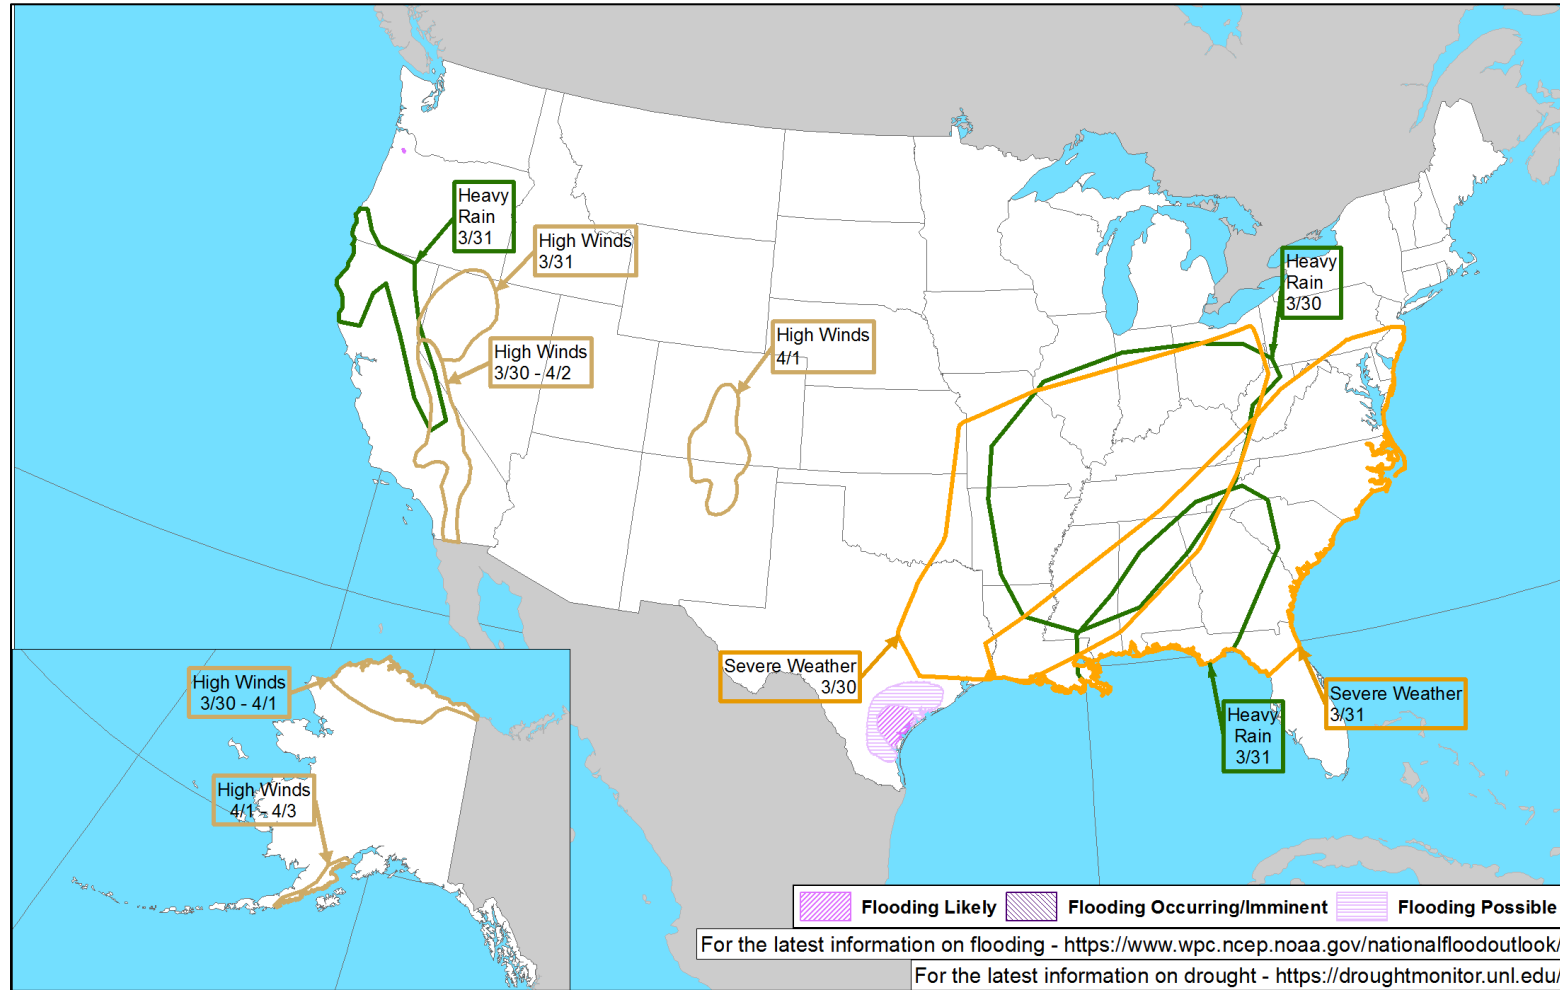 Heavy
Rain
3/31
High Winds
3/31
High Winds
3/30 - 4/2
High Winds
4/1
Heavy
Rain
3/30
Severe Weather
3/30
Heavy
Rain
3/31
Severe Weather
3/31
High Winds
3/30 - 4/1
High Winds
4/1 - 4/3
Flooding Likely Flooding Occurring/Imminent Flooding Possible
For the latest information on flooding - https://www.wpc.ncep.noaa.gov/nationalfloodoutlook/
For the latest information on drought - https://droughtmonitor.unl.edu/